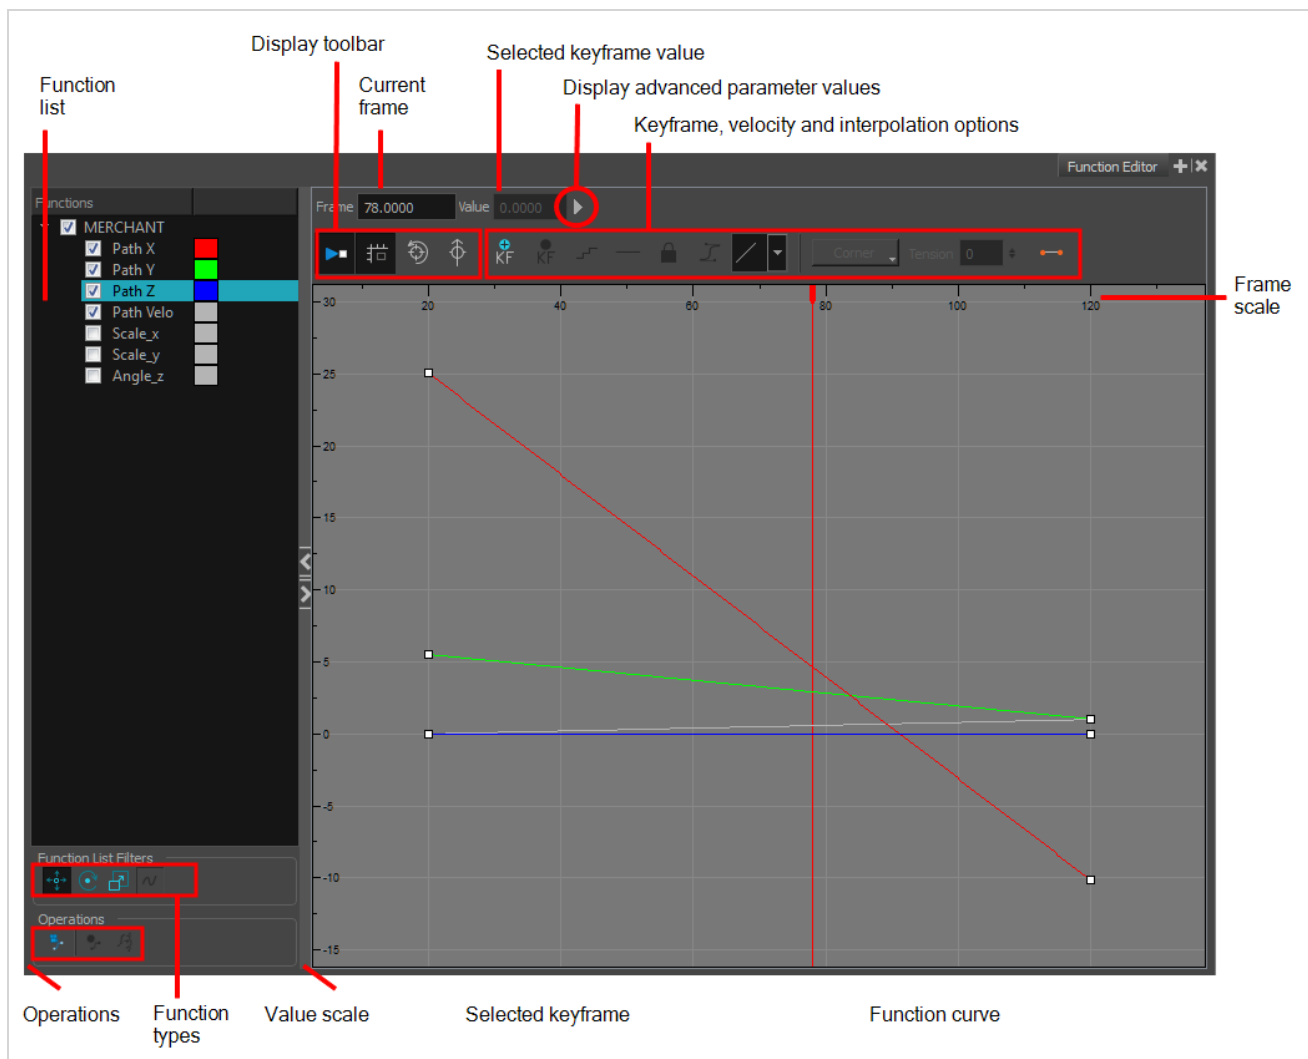 Display toolbar
Selected keyframe value
Function
list
Current
frame
Display advanced parameter values
Keyframe, velocity and interpolation options
Function Editor
Functions
Frame 78.0000 Value 0.0000
MERCHANT
Path X
Path Y
Path Z
Path Velo
Scale_x
Scale_y
Angle_z
KF KF Corner Tension 0
Frame
scale
20 40 60 80 100 120
30
25
20
15
10
5
0
-5
-10
-15
Function List Filters
Operations
Operations
Function
types
Value scale
Selected keyframe
Function curve